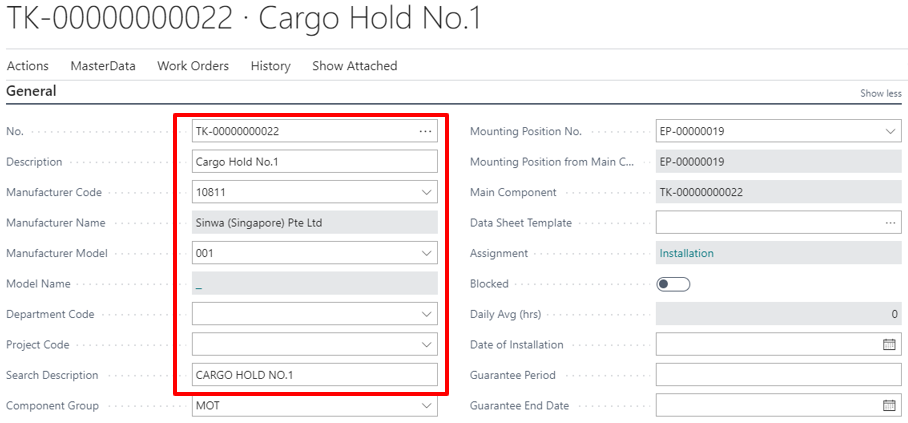 TK-00000000022 · Cargo Hold No.1
Actions MasterData Work Orders History Show Attached
General Show less
No. TK-00000000022 ... Mounting Position No. EP-00000019
Description Cargo Hold No.1 Mounting Position from Main C... EP-00000019
Manufacturer Code 10811 Main Component TK-00000000022
Manufacturer Name Sinwa (Singapore) Pte Ltd Data Sheet Template ...
Manufacturer Model 001 Assignment Installation
Model Name _ Blocked
Department Code Daily Avg (hrs) 0
Project Code Date of Installation
Search Description CARGO HOLD NO.1 Guarantee Period
Component Group MOT Guarantee End Date